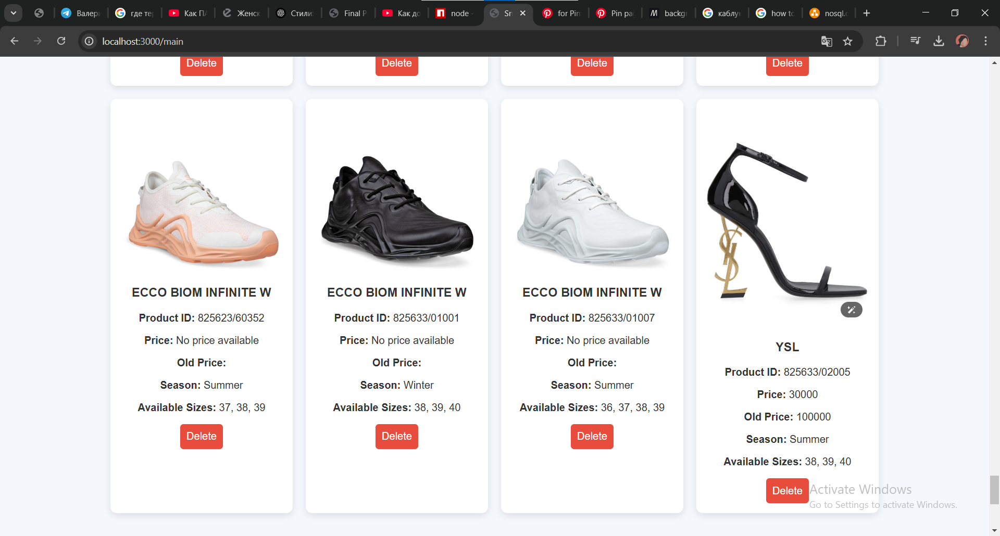 Валер
где те
Как П
Женск
Стили
Final P
Как до
node -
Sn
for Pin
Pin pa
backg
каблу
how to
nosql.
localhost:3000/main
Delete
Delete
Delete
Delete
YSL
ECCO BIOM INFINITE W
Product ID: 825623/60352
Price: No price available
Old Price:
Season: Summer
Available Sizes: 37, 38, 39
Delete
ECCO BIOM INFINITE W
Product ID: 825633/01001
Price: No price available
Old Price:
Season: Winter
Available Sizes: 38, 39, 40
Delete
ECCO BIOM INFINITE W
Product ID: 825633/01007
Price: No price available
Old Price:
Season: Summer
Available Sizes: 36, 37, 38, 39
Delete
YSL
Product ID: 825633/02005
Price: 30000
Old Price: 100000
Season: Summer
Available Sizes: 38, 39, 40
Delete
Activate Windows
Go to Settings to activate Windows.